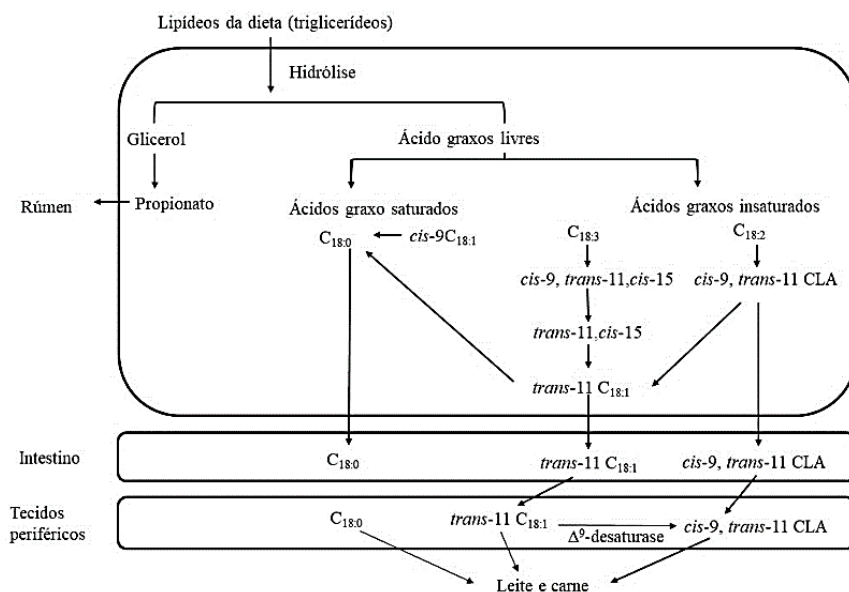 Lipídeos da dieta (triglicerídeos)
Hidrólise
Glicerol
Ácido graxos livres
Rúmen
Propionato
Ácidos graxo saturados
Ácidos graxos insaturados
C18:0
cis-9C18:1
C18:3
C18:2
cis-9, trans-11,cis-15
cis-9, trans-11 CLA
trans-11,cis-15
trans-11 C18:1
Intestino
C18:0
trans-11 C18:1
cis-9, trans-11 CLA
Tecidos
periféricos
C18:0
trans-11 C18:1
Δ⁹-desaturase
cis-9, trans-11 CLA
Leite e carne